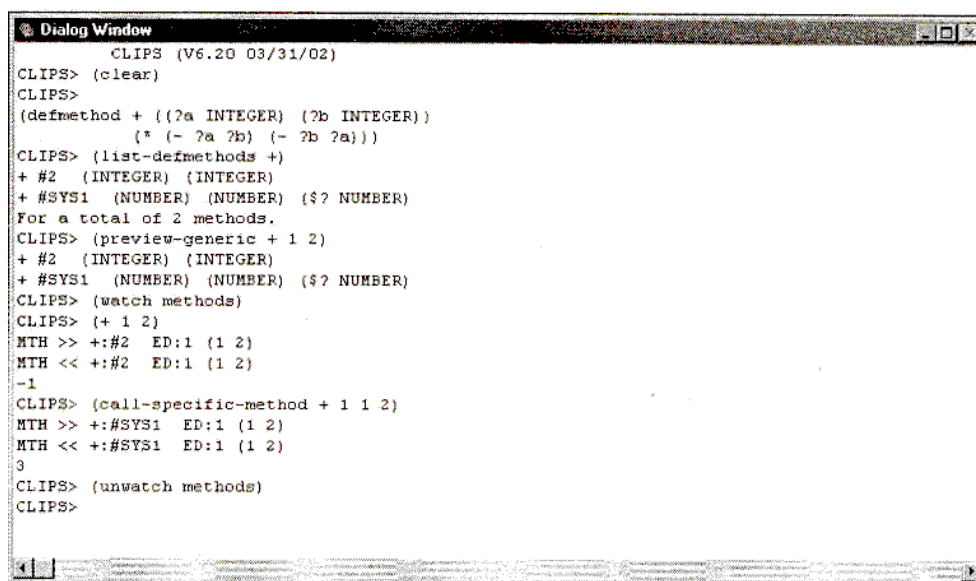 Dialog Window
CLIPS (V6.20 03/31/02)
CLIPS> (clear)
CLIPS>
(defmethod + ((?a INTEGER) (?b INTEGER))
(* (- ?a ?b) (- ?b ?a)))
CLIPS> (list-defmethods +)
+ #2 (INTEGER) (INTEGER)
+ #SYS1 (NUMBER) (NUMBER) ($? NUMBER)
For a total of 2 methods.
CLIPS> (preview-generic + 1 2)
+ #2 (INTEGER) (INTEGER)
+ #SYS1 (NUMBER) (NUMBER) ($? NUMBER)
CLIPS> (watch methods)
CLIPS> (+ 1 2)
MTH >> +:#2 ED:1 (1 2)
MTH << +:#2 ED:1 (1 2)
-1
CLIPS> (call-specific-method + 1 1 2)
MTH >> +:#SYS1 ED:1 (1 2)
MTH << +:#SYS1 ED:1 (1 2)
3
CLIPS> (unwatch methods)
CLIPS>